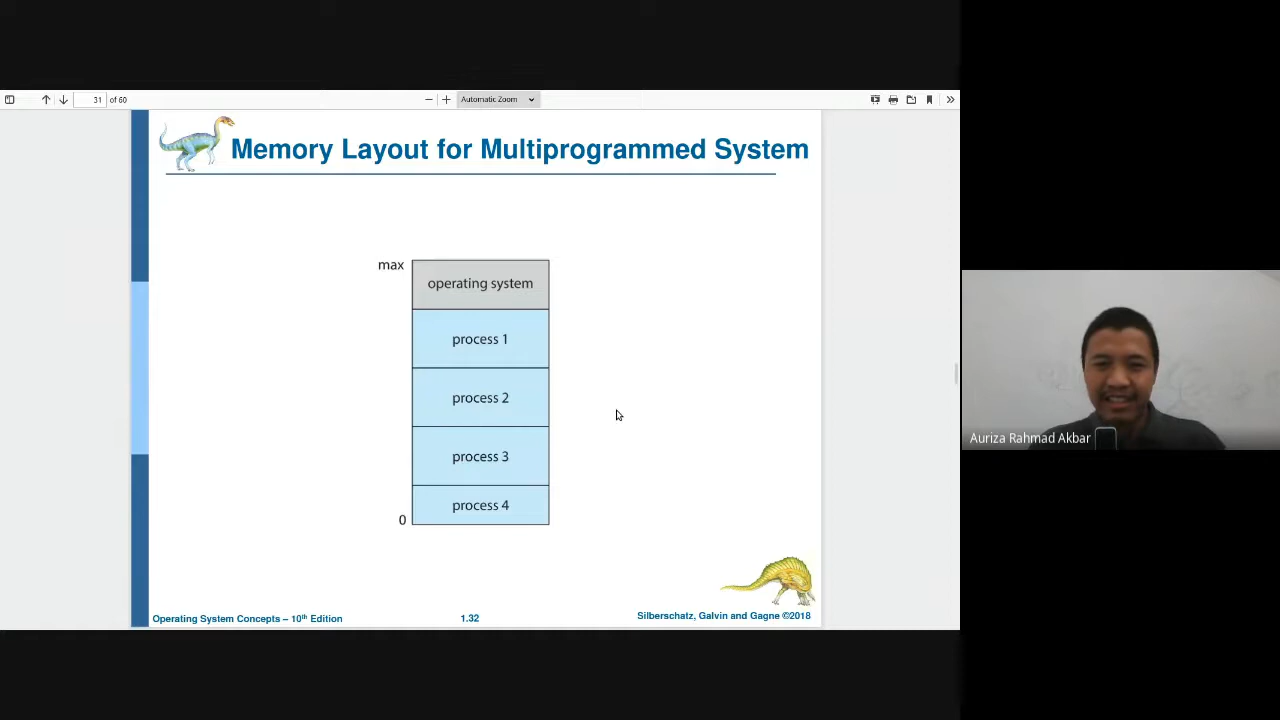 31 of 60
Automatic Zoom
Memory Layout for Multiprogrammed System
max
operating system
process 1
process 2
process 3
process 4
0
Operating System Concepts – 10th Edition
1.32
Silberschatz, Galvin and Gagne ©2018
Auriza Rahmad Akbar